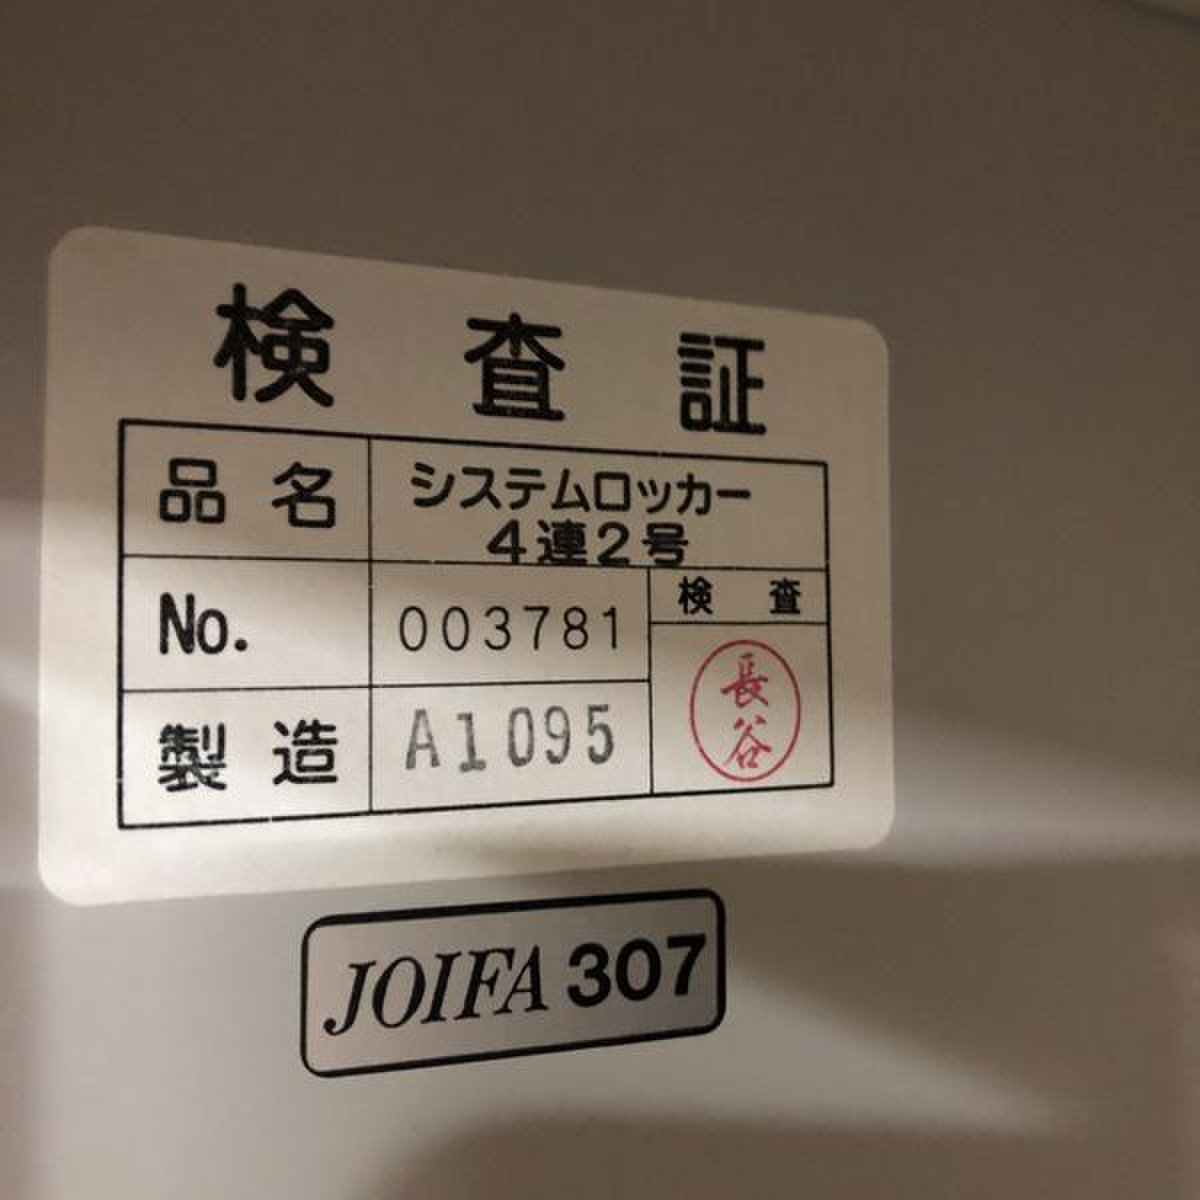 検査証
品名 システムロッカー
4連2号
No. 003781 検査
製造 A1095 長谷
JOIFA 307